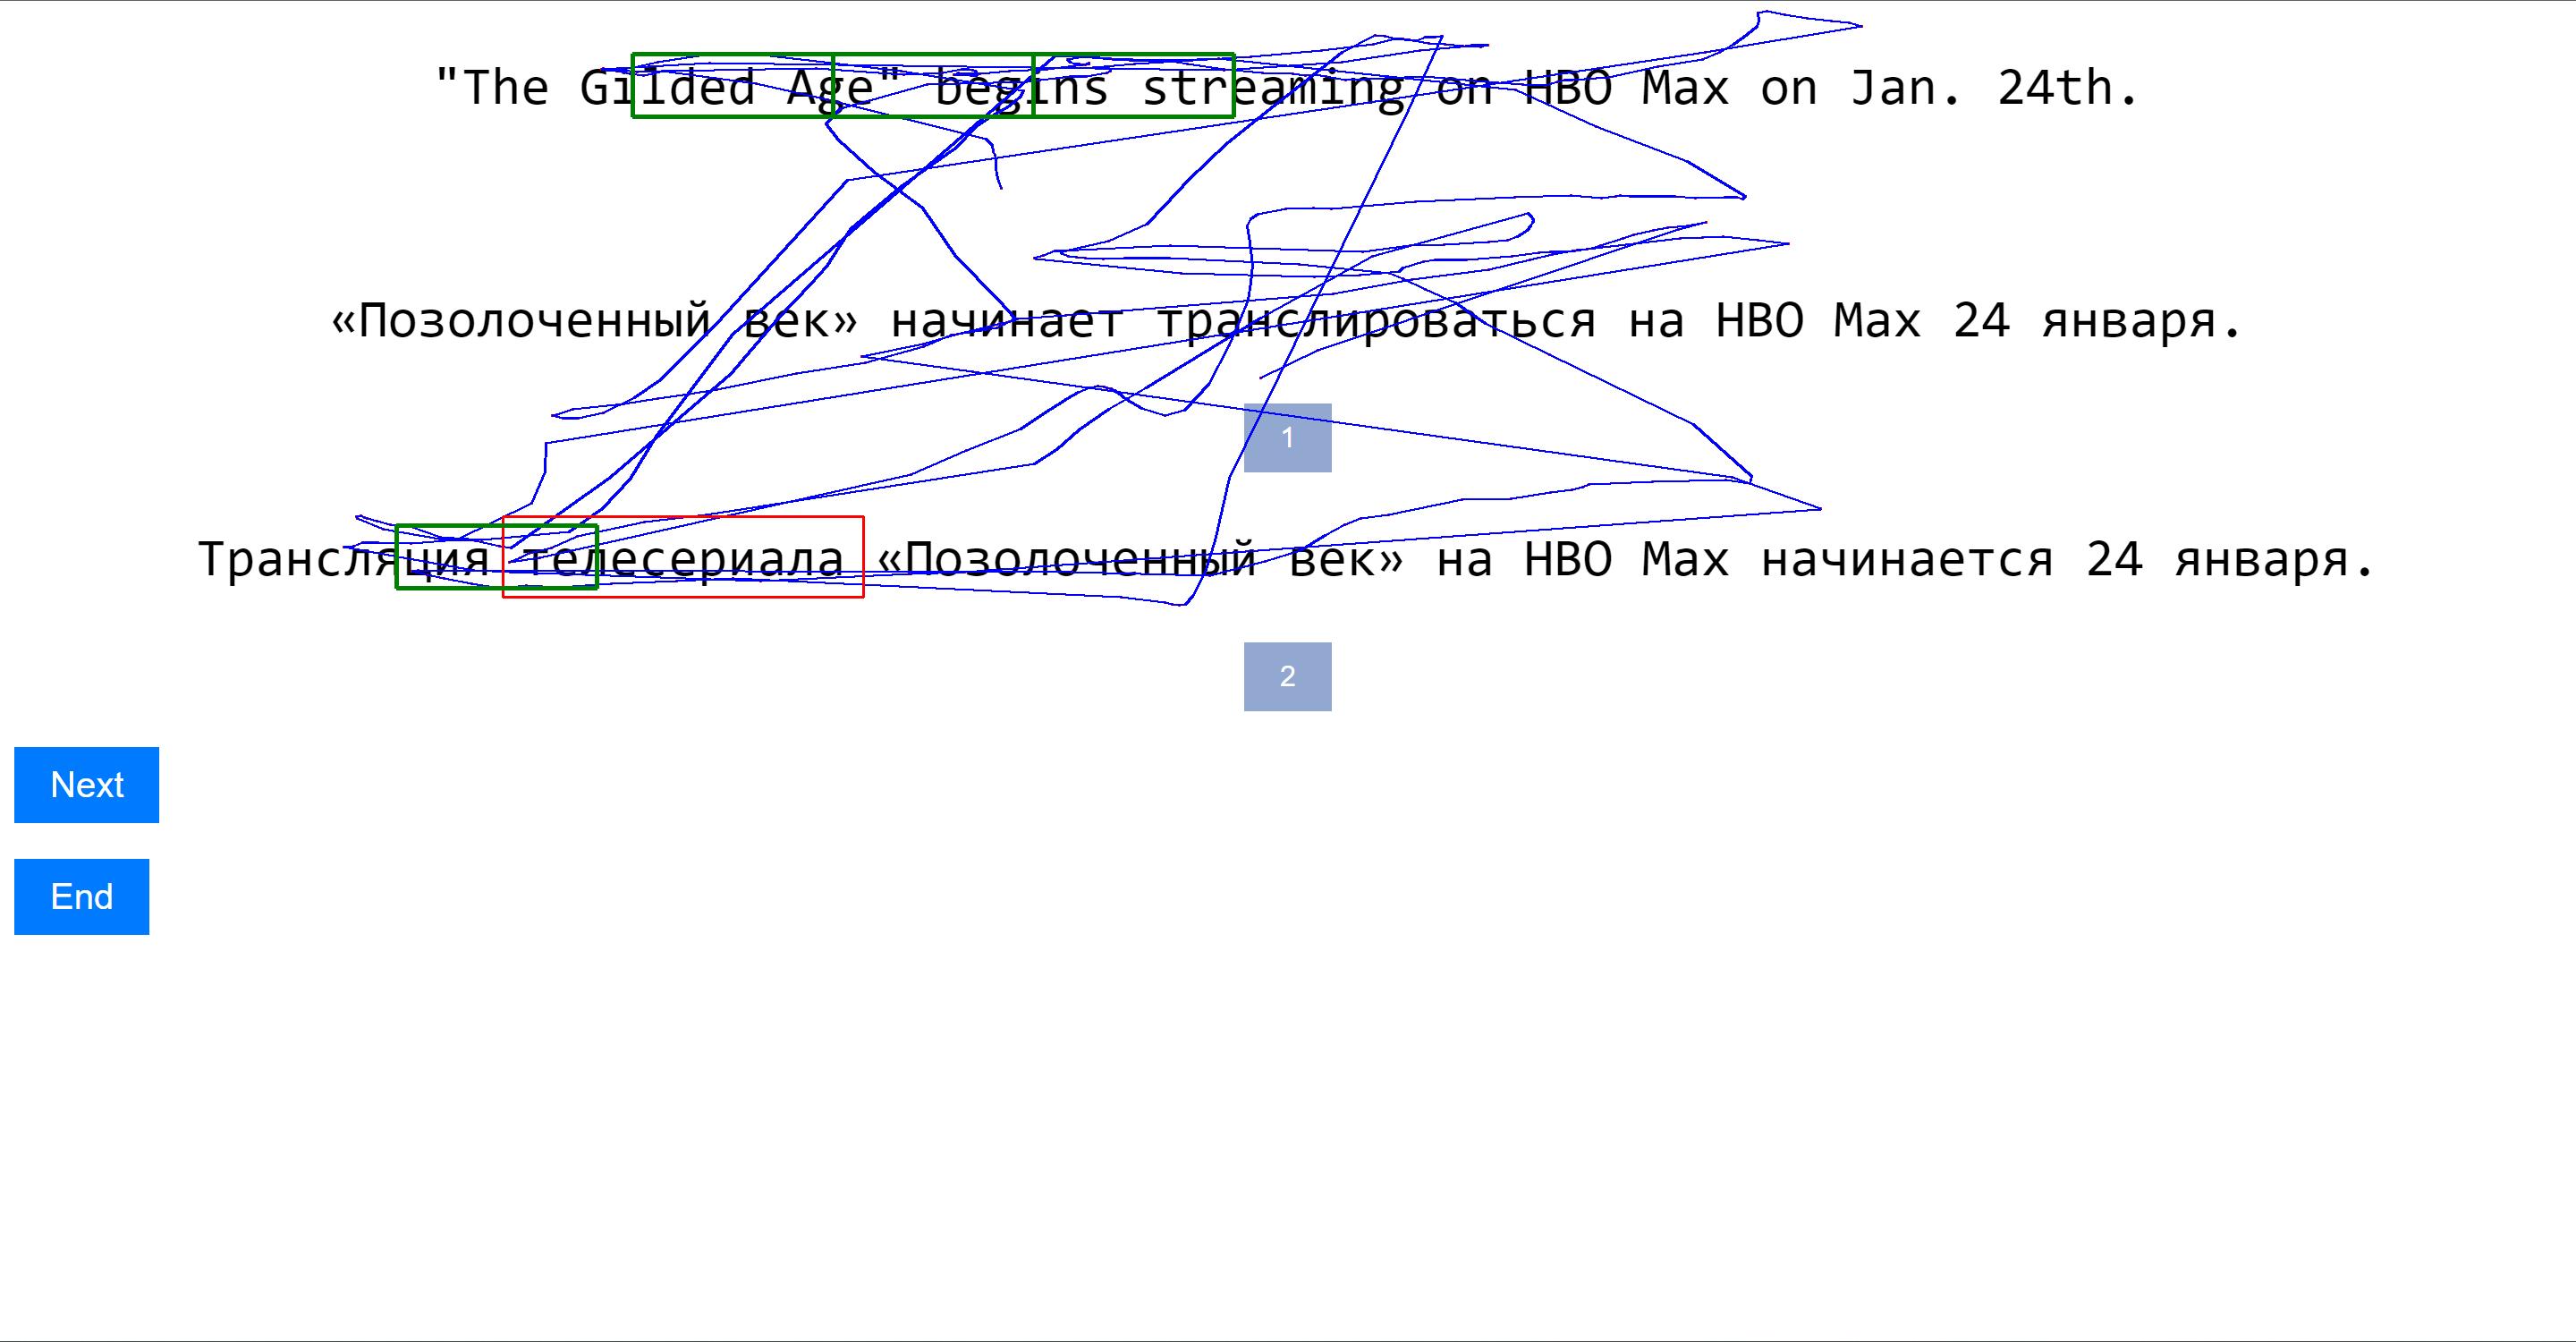 "The Gilded Age" begins streaming on HBO Max on Jan. 24th.
«Позолоченный век» начинает транслироваться на HBO Max 24 января.
1
Трансляция телесериала «Позолоченный век» на HBO Max начинается 24 января.
2
Next
End